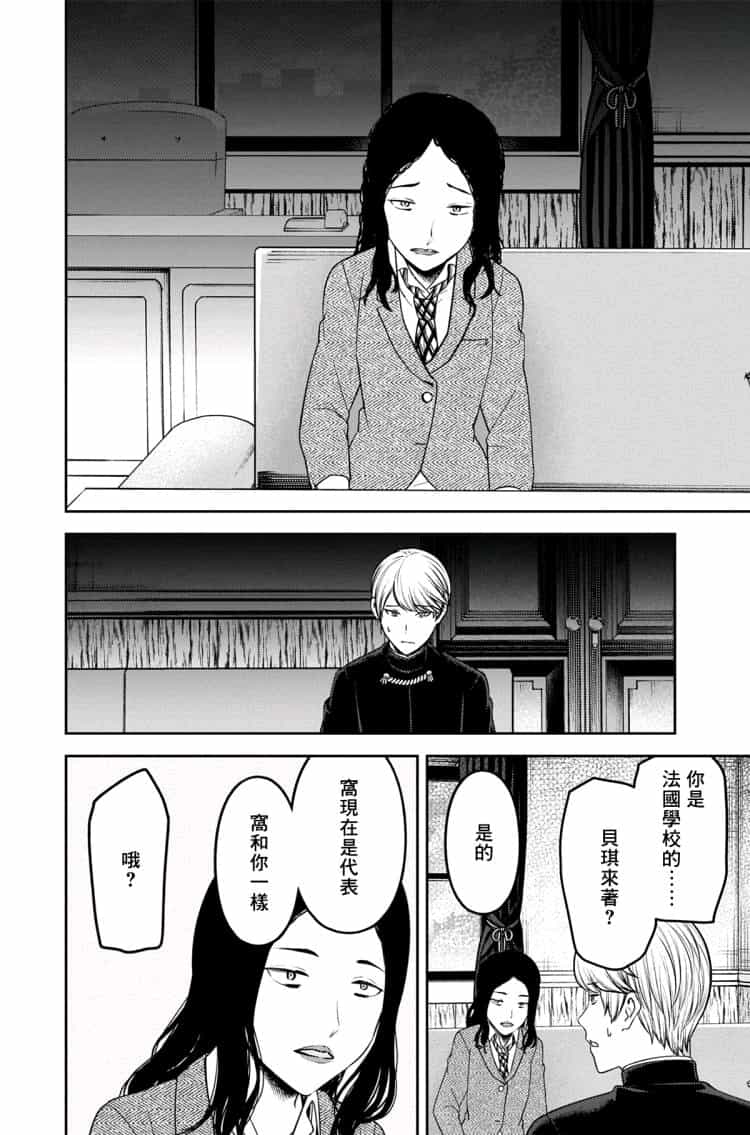 你是
法國學校的……
貝琪來著？
是的
窩現在是代表
窩和你一樣
哦？